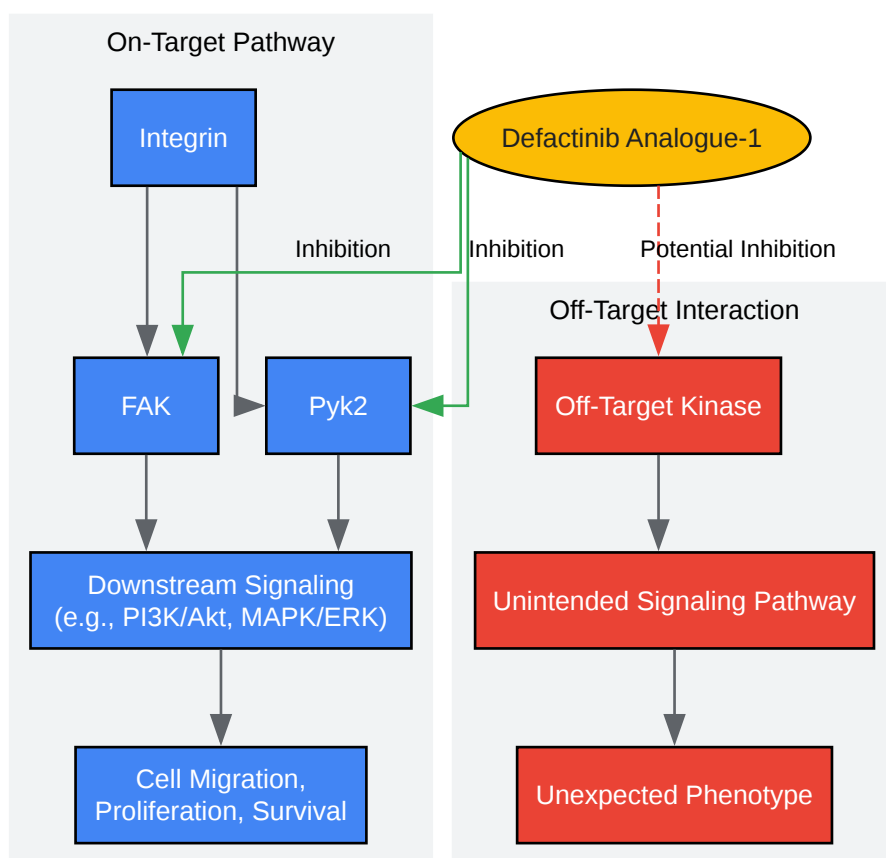 On-Target Pathway
Integrin
Defactinib Analogue-1
Inhibition
Inhibition
Potential Inhibition
Off-Target Interaction
FAK
Pyk2
Off-Target Kinase
Downstream Signaling
(e.g., PI3K/Akt, MAPK/ERK)
Unintended Signaling Pathway
Cell Migration,
Proliferation, Survival
Unexpected Phenotype